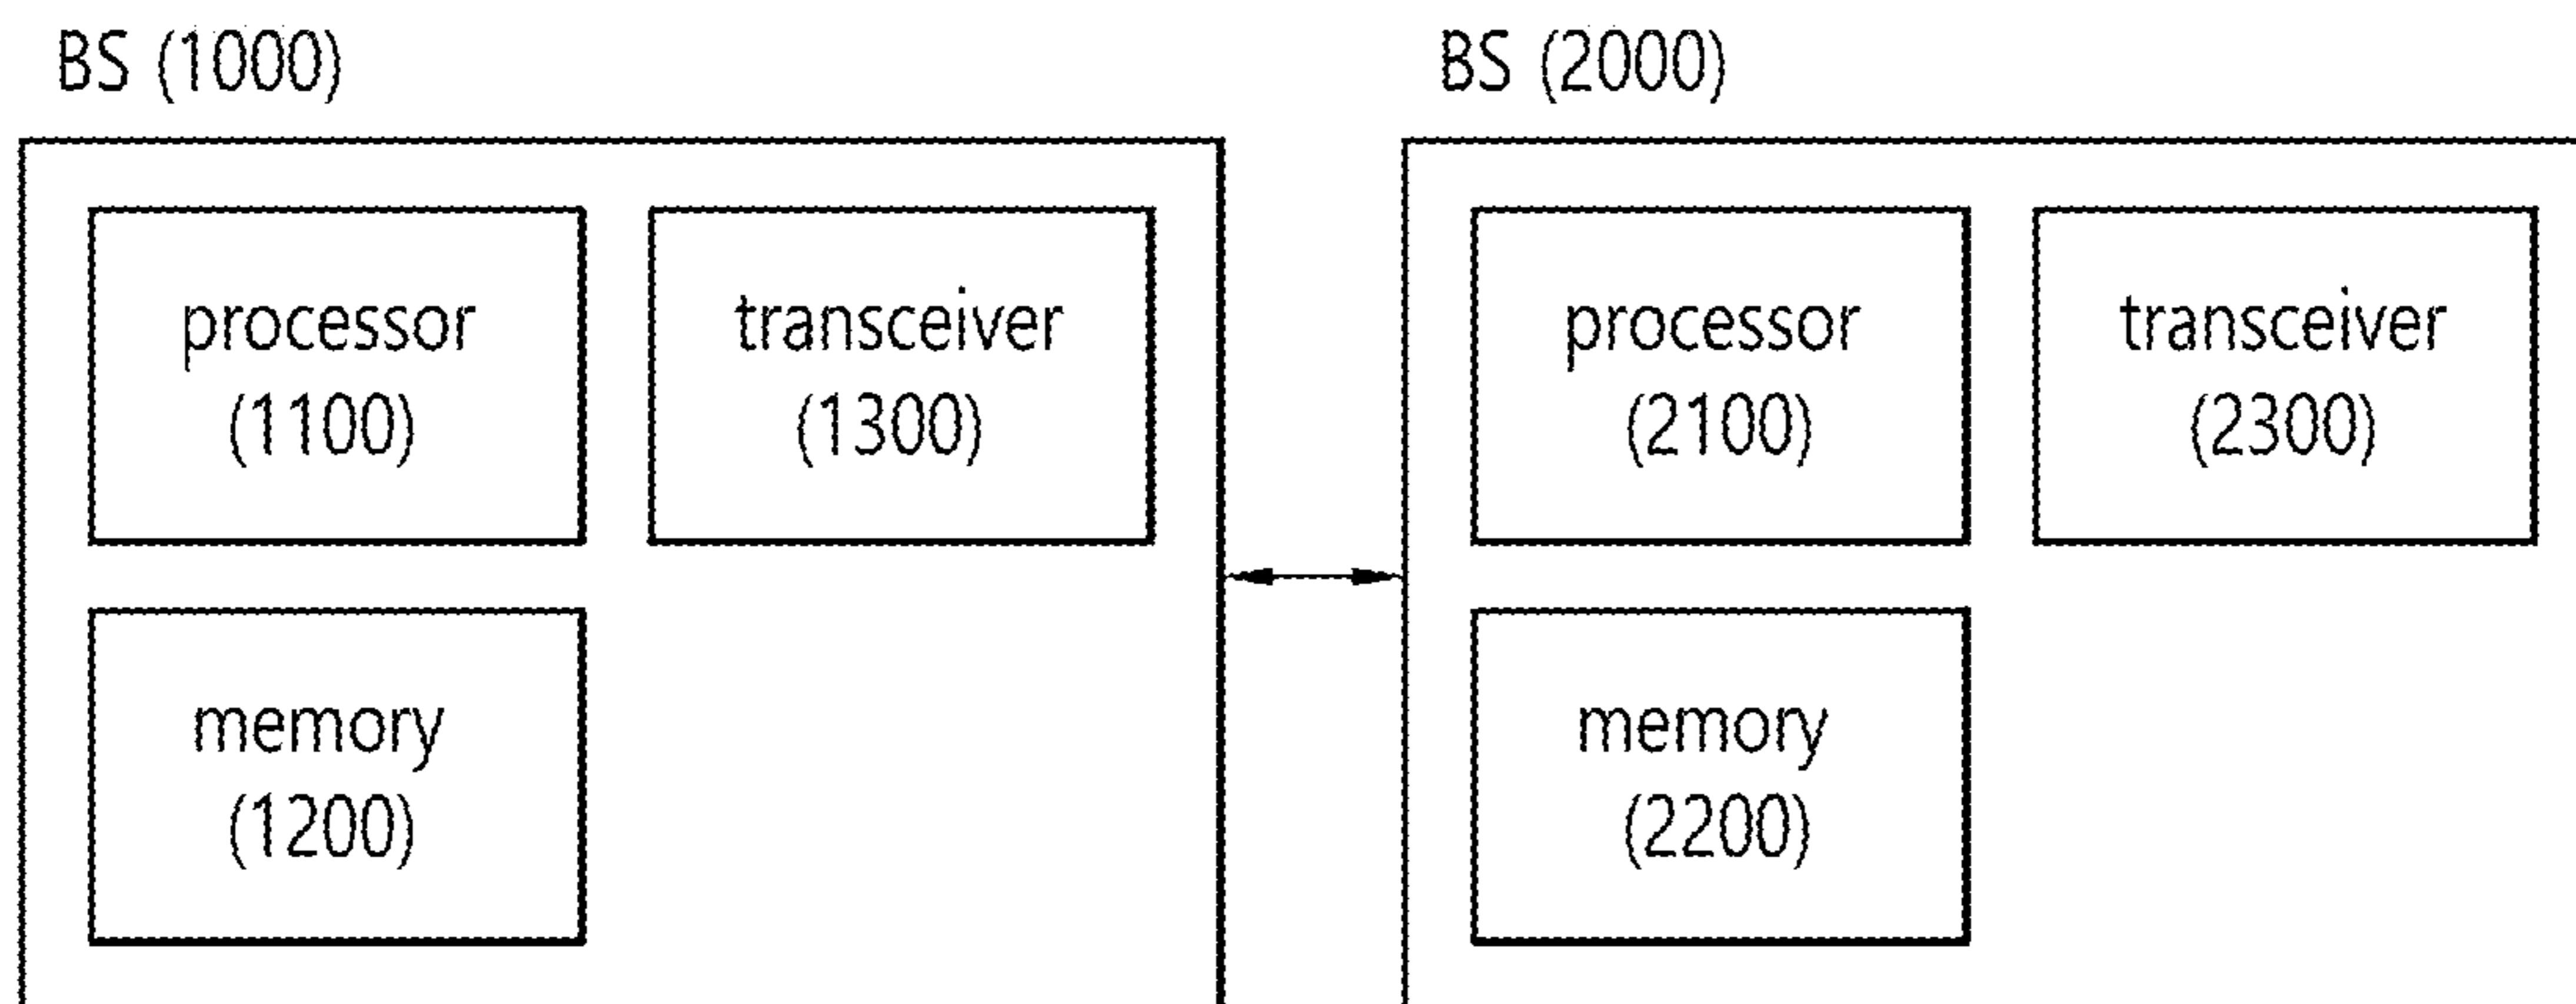 BS (1000)
processor
(1100)
transceiver
(1300)
memory
(1200)
BS (2000)
processor
(2100)
transceiver
(2300)
memory
(2200)